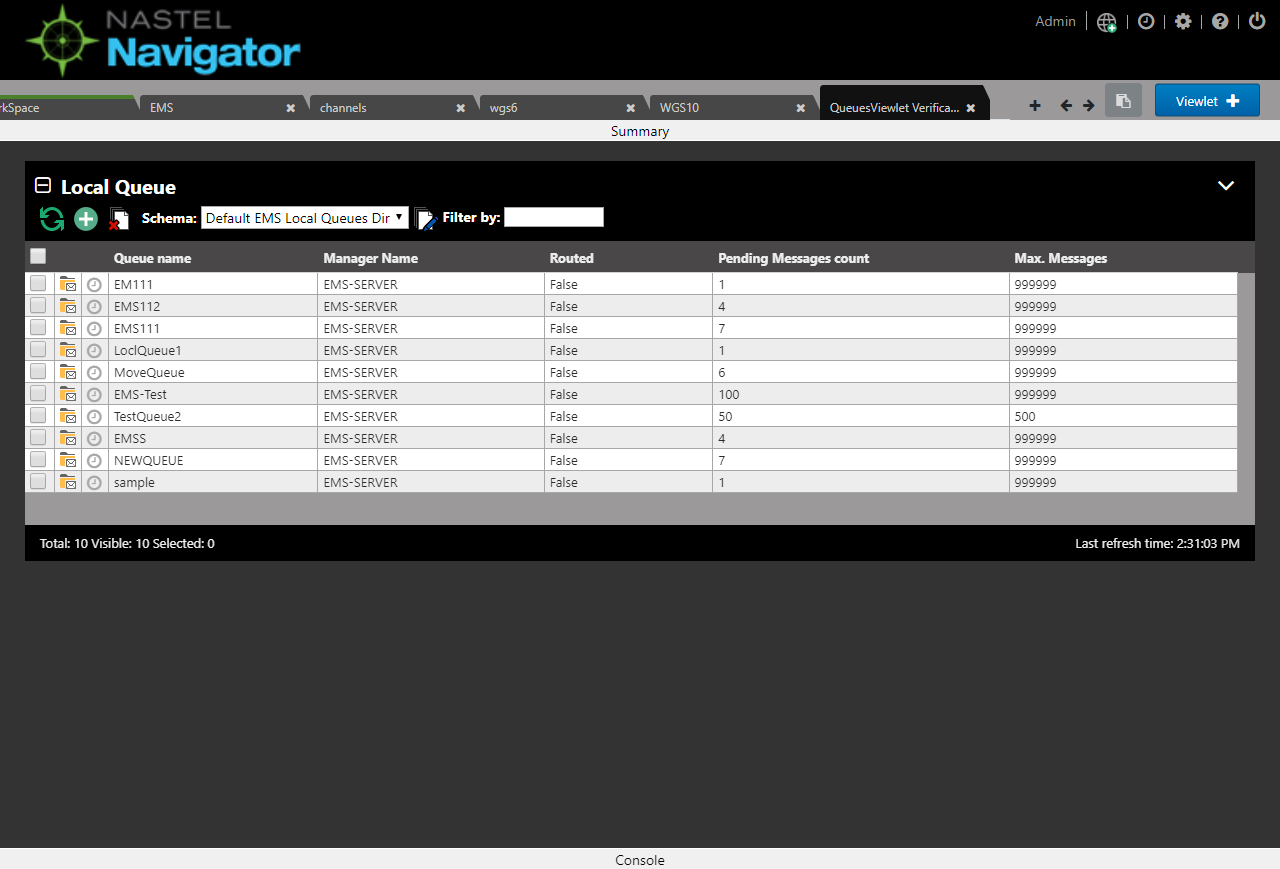 NASTEL
Navigator
Admin
rkSpace EMS channels wgs6 WGS10 QueuesViewlet Verifica... Viewlet
Summary
Local Queue
Schema: Default EMS Local Queues Dir Filter by:
Queue name Manager Name Routed Pending Messages count Max. Messages
EM111 EMS-SERVER False 1 999999
EMS112 EMS-SERVER False 4 999999
EMS111 EMS-SERVER False 7 999999
LoclQueue1 EMS-SERVER False 1 999999
MoveQueue EMS-SERVER False 6 999999
EMS-Test EMS-SERVER False 100 999999
TestQueue2 EMS-SERVER False 50 500
EMSS EMS-SERVER False 4 999999
NEWQUEUE EMS-SERVER False 7 999999
sample EMS-SERVER False 1 999999
Total: 10 Visible: 10 Selected: 0 Last refresh time: 2:31:03 PM
Console